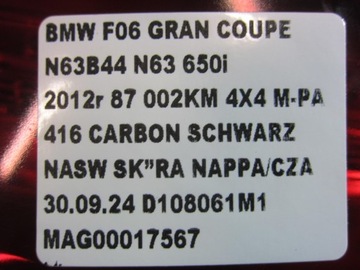 BMW F06 GRAN COUPE
N63B44 N63 650i
2012r 87 002KM 4X4 M-PA
416 CARBON SCHWARZ
NASW SK"RA NAPPA/CZA
30.09.24 D108061M1
MAG00017567